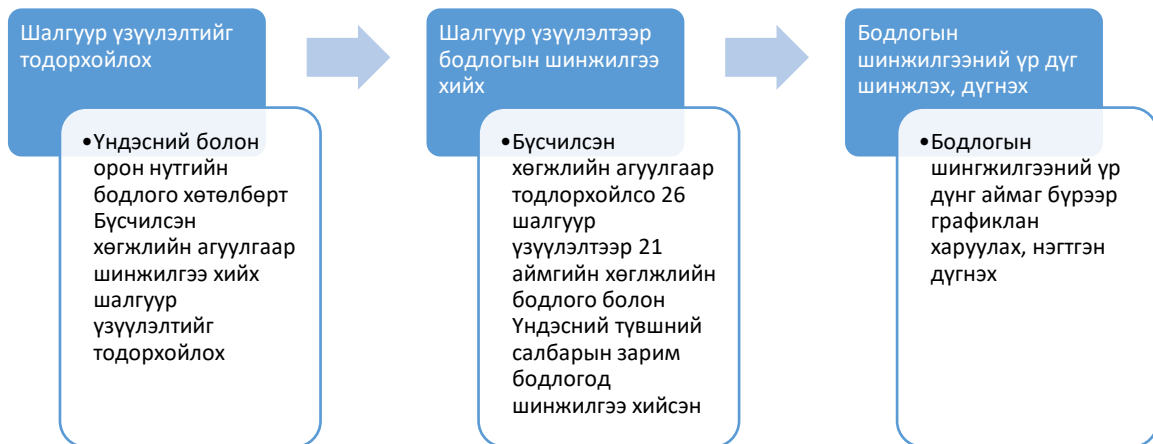 Шалгуур үзүүлэлтийг
тодорхойлох
•Үндэсний болон
орон нутгийн
бодлого хөтөлбөрт
Бүсчилсэн
хөгжлийн агуулгаар
шинжилгээ хийх
шалгуур
үзүүлэлтийг
тодорхойлох
Шалгуур үзүүлэлтээр
бодлогын шинжилгээ
хийх
•Бүсчилсэн
хөгжлийн агуулгаар
тодлорхойлсо 26
шалгуур
үзүүлэлтээр 21
аймгийн хөглжлийн
бодлого болон
Үндэсний түвшний
салбарын зарим
бодлогод
шинжилгээ хийсэн
Бодлогын
шинжилгээний үр дүг
шинжлэх, дүгнэх
•Бодлогын
шингжилгээний үр
дүнг аймаг бүрээр
графиклан
харуулах, нэгтгэн
дүгнэх